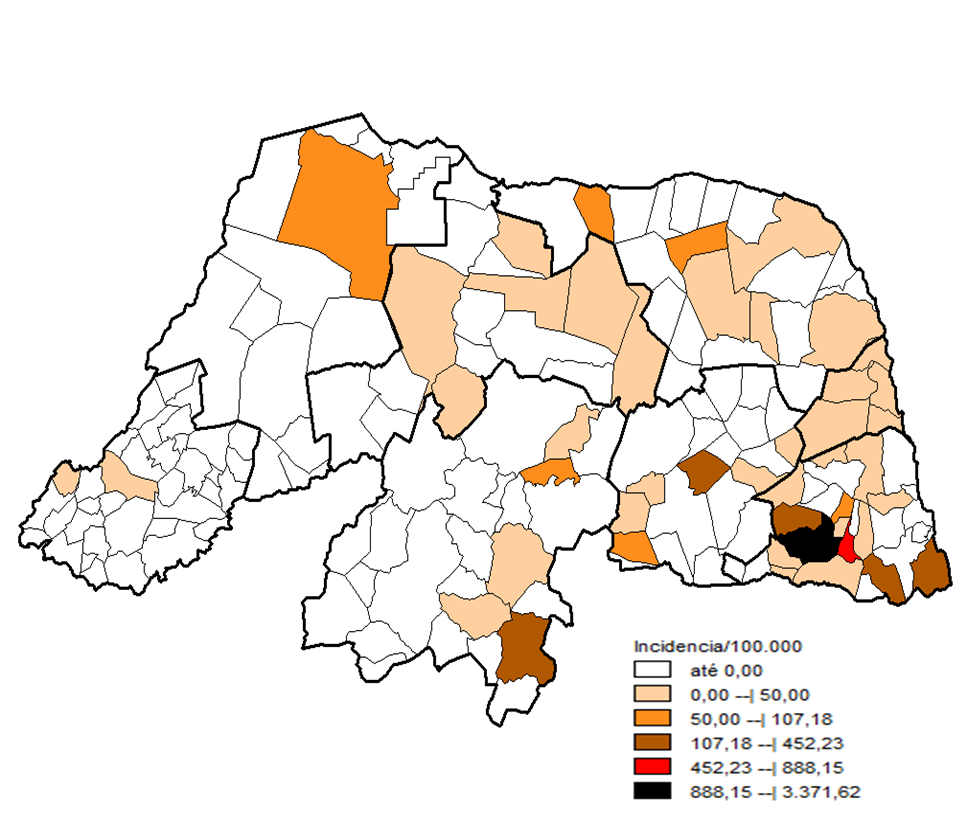 Incidencia/100.000
até 0,00
0,00 --| 50,00
50,00 --| 107,18
107,18 --| 452,23
452,23 --| 888,15
888,15 --| 3.371,62